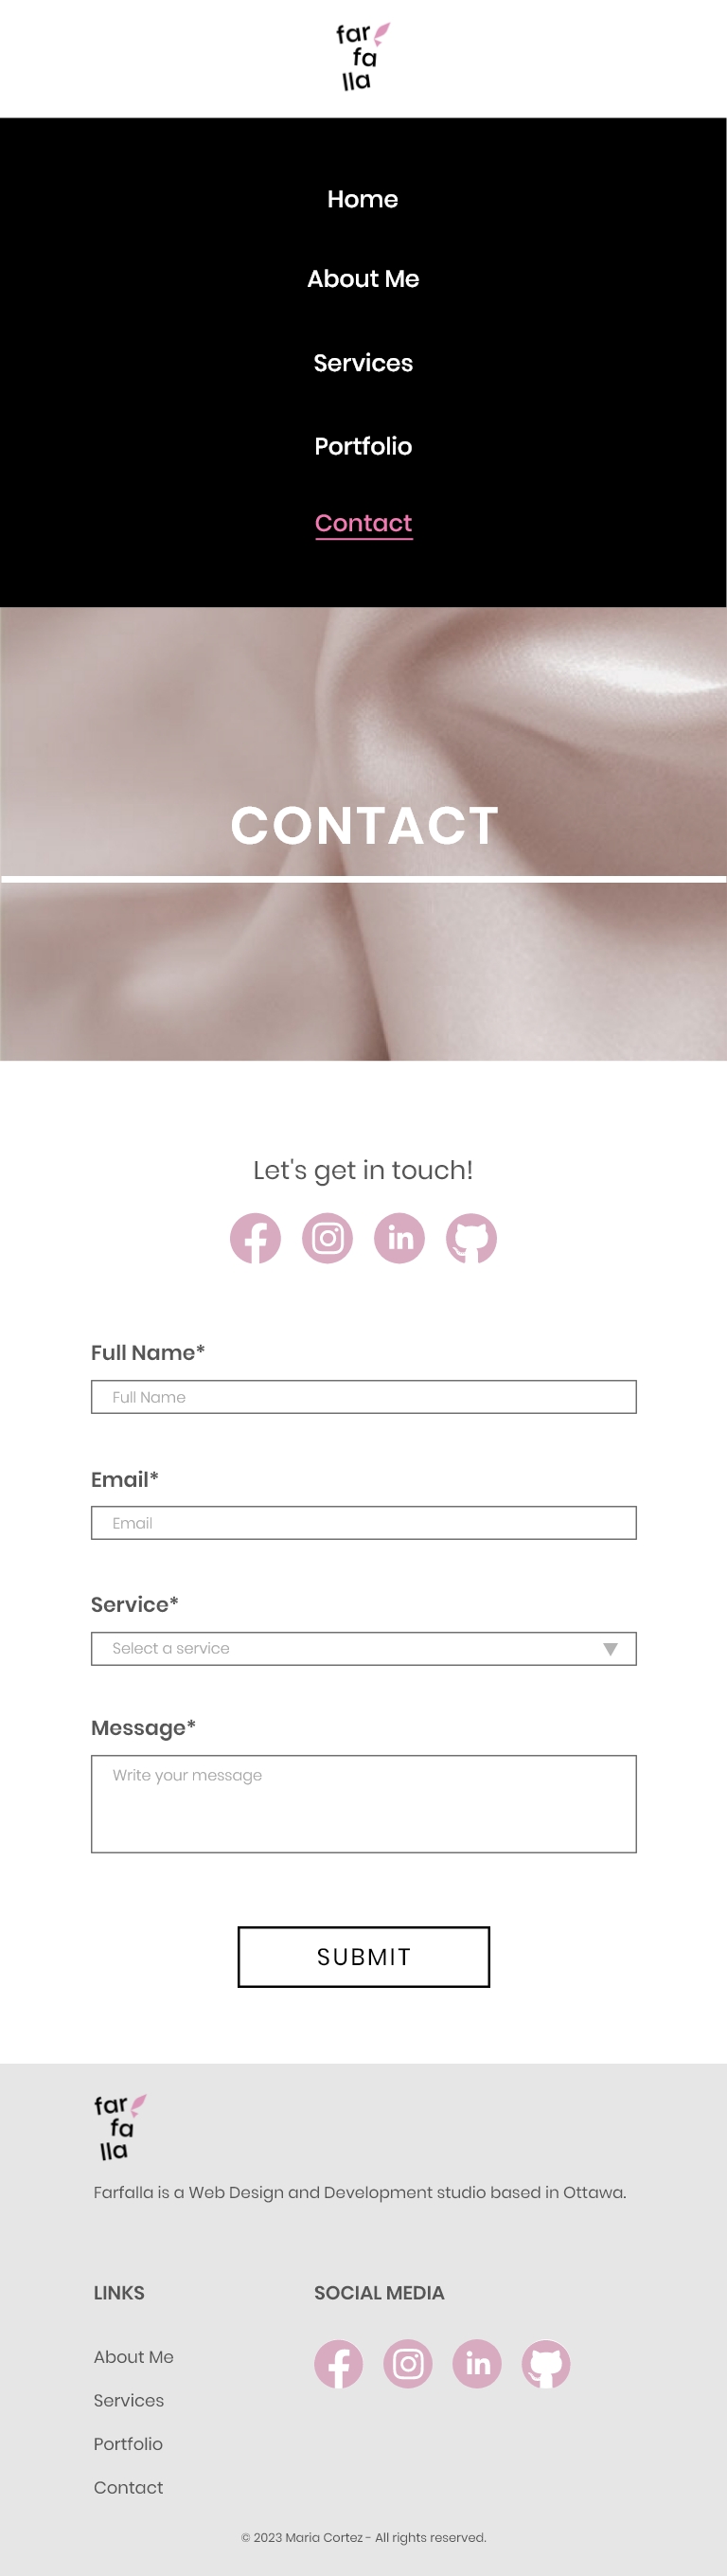 far
fa
lla
Home
About Me
Services
Portfolio
Contact
CONTACT
Let's get in touch!
Full Name*
Full Name
Email*
Email
Service*
Select a service
Message*
Write your message
SUBMIT
far
fa
lla
Farfalla is a Web Design and Development studio based in Ottawa.
LINKS
About Me
Services
Portfolio
Contact
SOCIAL MEDIA
© 2023 Maria Cortez - All rights reserved.